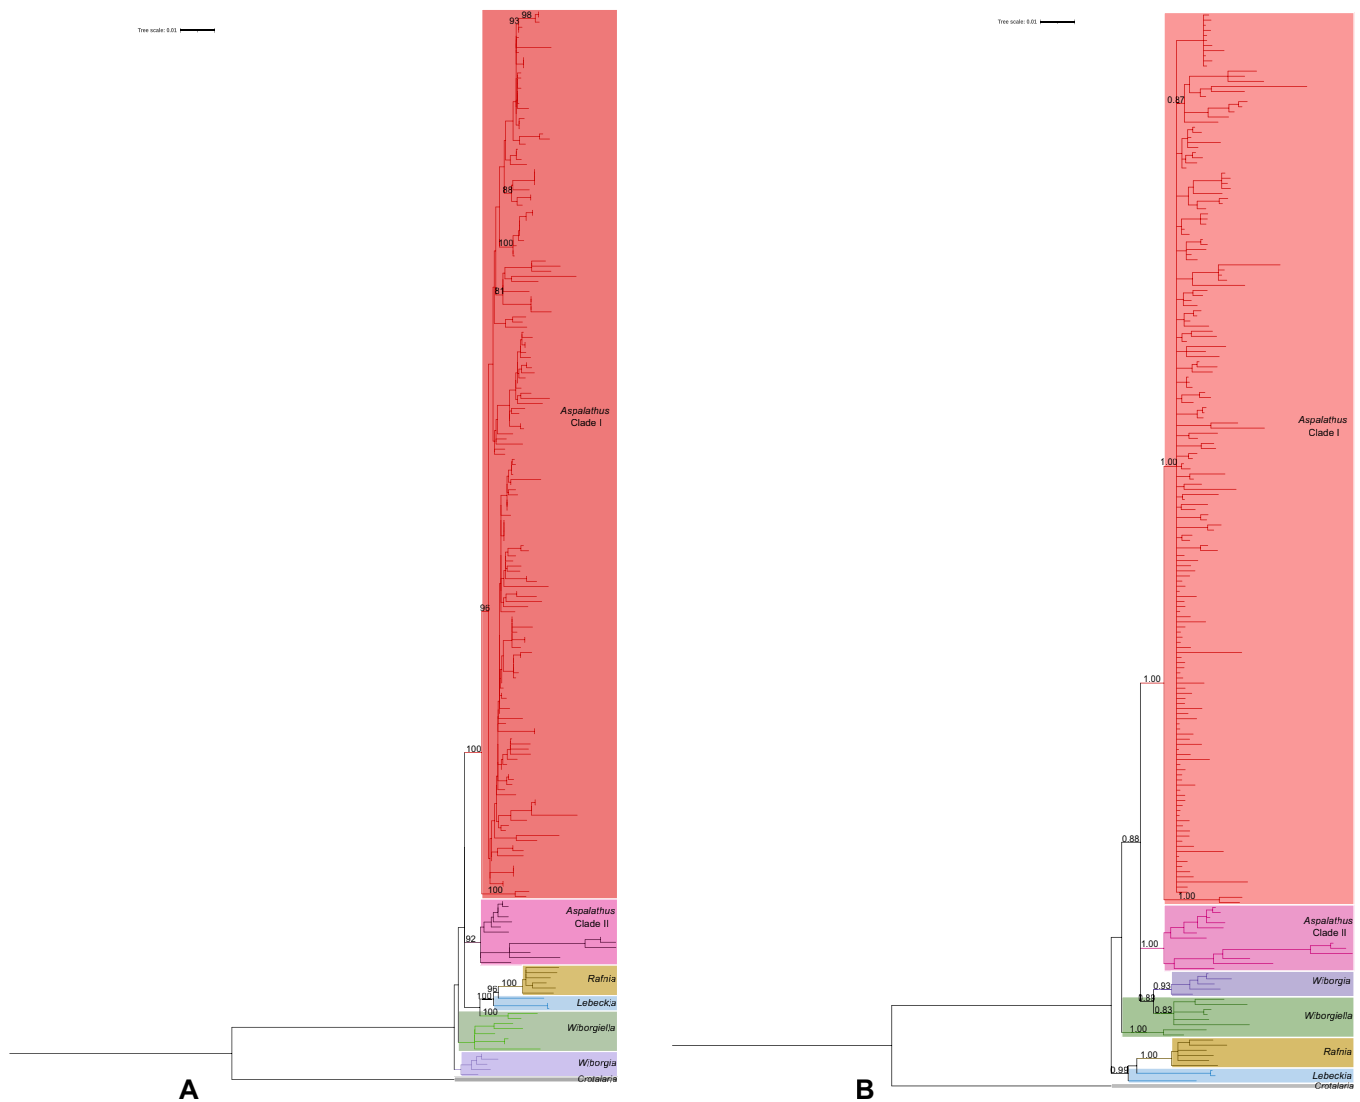 Tree scale: 0.01
98
93
88
100
81
Aspalathus
Clade I
96
100
100
Aspalathus
Clade II
92
Rafnia
100
96
100
Lebeckia
100
Wiborgiella
Wiborgia
Crotalaria
A
Tree scale: 0.01
0.87
Aspalathus
Clade I
1.00
1.00
0.88
1.00
Aspalathus
Clade II
1.00
Wiborgia
0.93
0.89
0.83
Wiborgiella
1.00
Rafnia
1.00
0.99
Lebeckia
Crotalaria
B